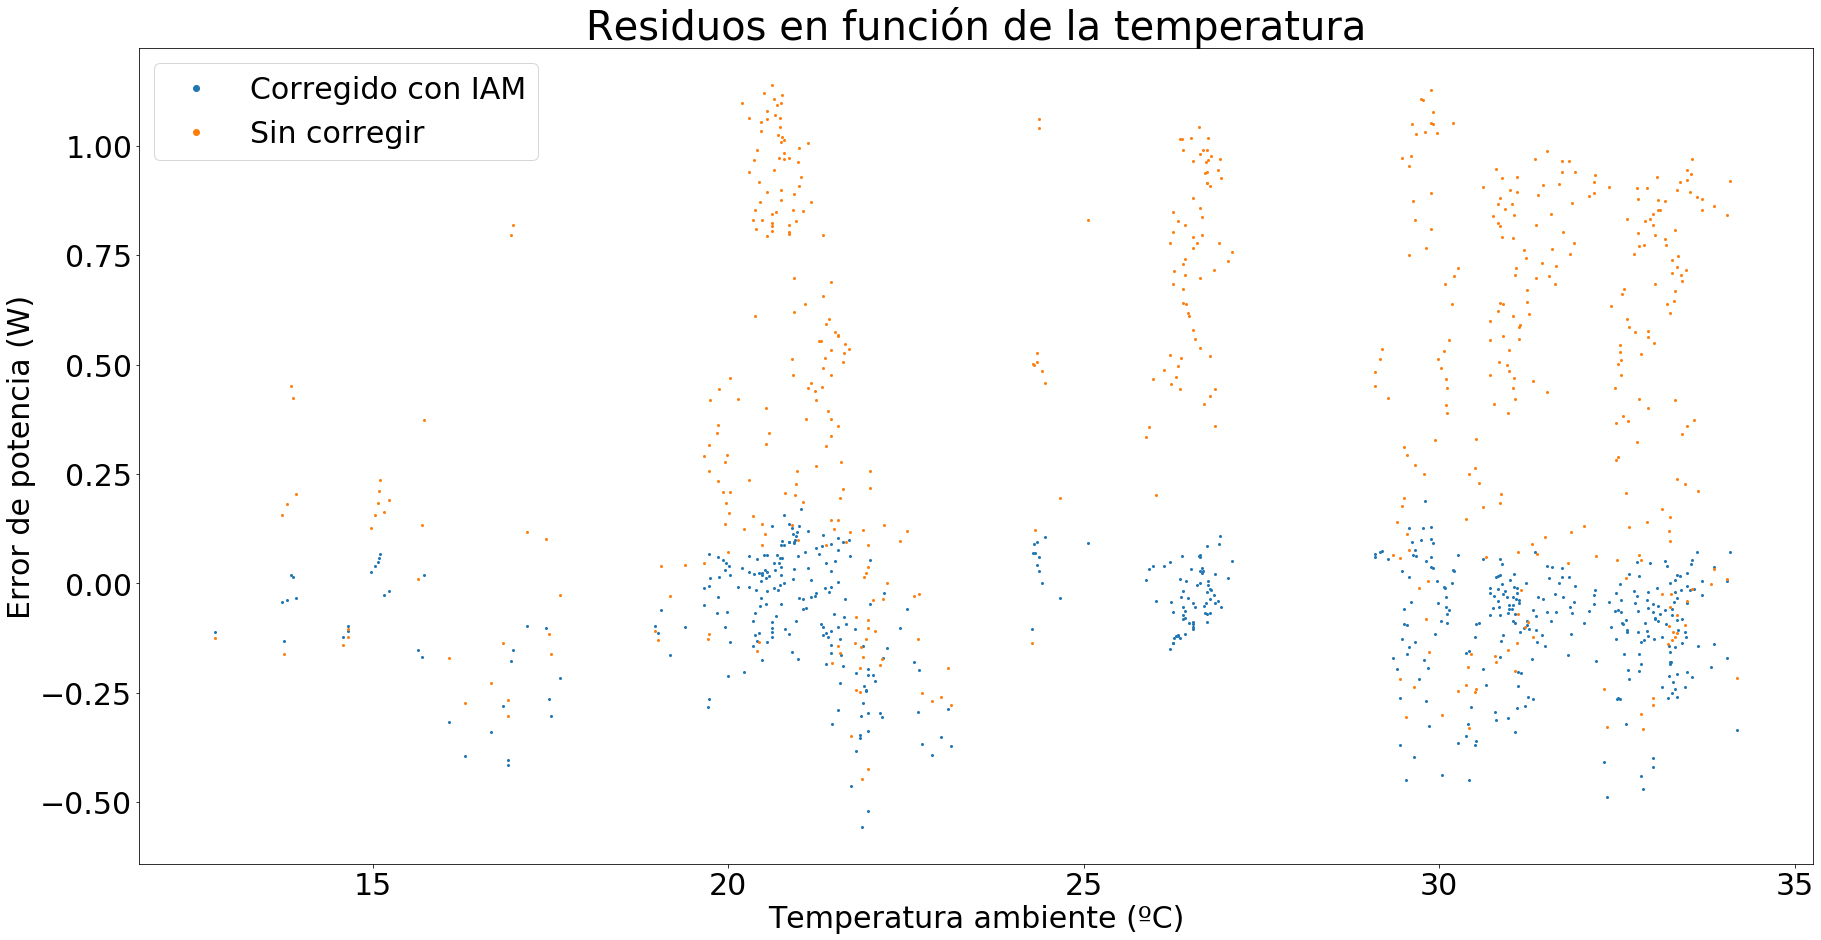 Residuos en función de la temperatura
Corregido con IAM
Sin corregir
1.00
0.75
0.50
0.25
0.00
−0.25
−0.50
Error de potencia (W)
15
20
25
30
35
Temperatura ambiente (ºC)